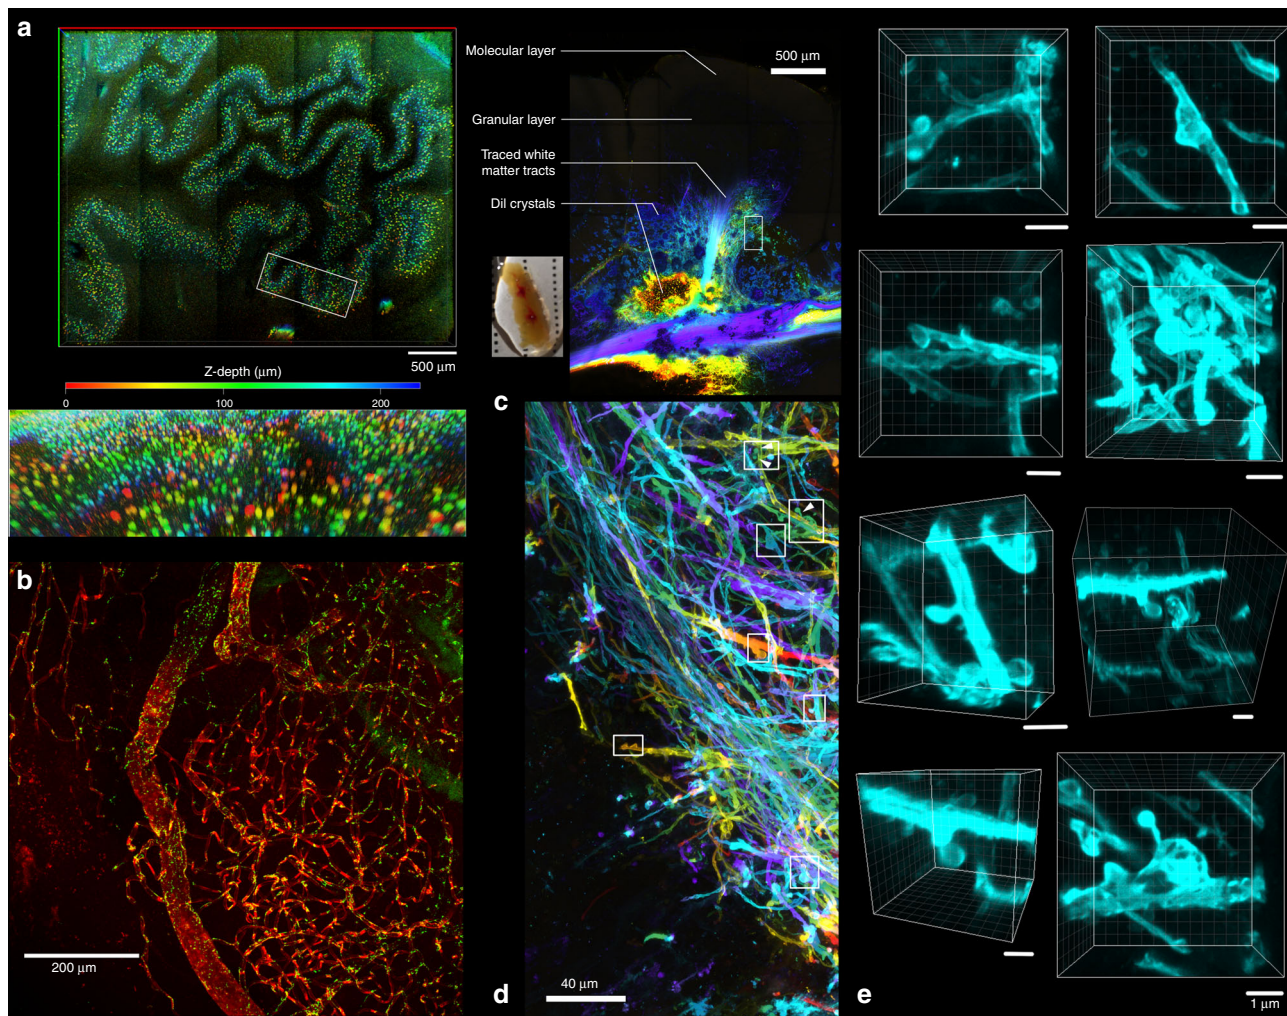 a
500 μm
Z-depth (μm)
0 100 200
b
200 μm
Molecular layer
500 μm
Granular layer
Traced white
matter tracts
Dil crystals
c
d
40 μm
e
1 μm